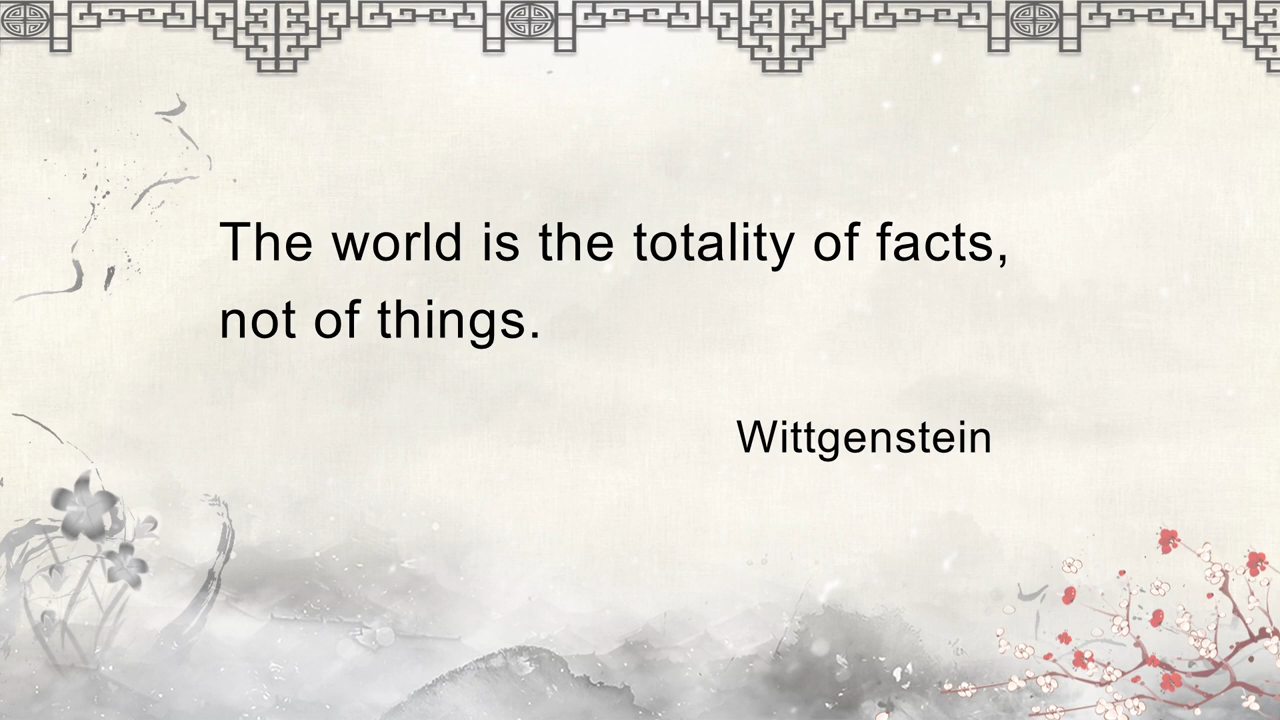 The world is the totality of facts,
not of things.
Wittgenstein